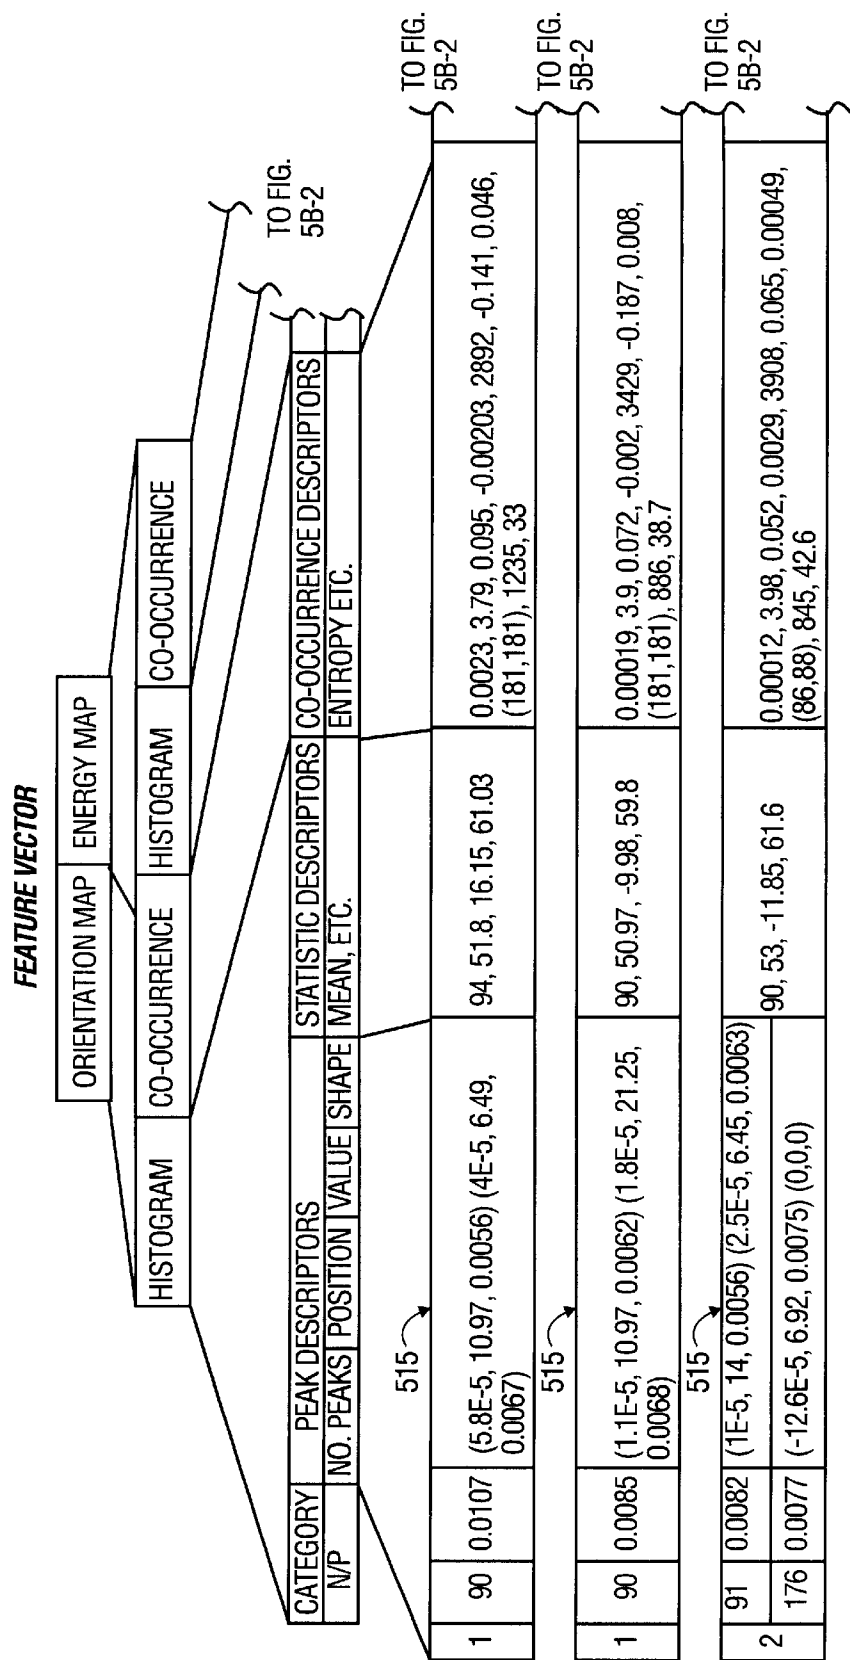 FEATURE VECTOR
ORIENTATION MAP ENERGY MAP
HISTOGRAM CO-OCCURRENCE HISTOGRAM CO-OCCURRENCE
TO FIG.
5B-2
CATEGORY PEAK DESCRIPTORS STATISTIC DESCRIPTORS CO-OCCURRENCE DESCRIPTORS
N/P NO. PEAKS POSITION VALUE SHAPE MEAN, ETC. ENTROPY ETC.
515
TO FIG.
5B-2
1 90 0.0107
(5.8E-5, 10.97, 0.0056) (4E-5, 6.49,
0.0067)
94, 51.8, 16.15, 61.03
0.0023, 3.79, 0.095, -0.00203, 2892, -0.141, 0.046,
(181,181), 1235, 33
515
TO FIG.
5B-2
1 90 0.0085
(1.1E-5, 10.97, 0.0062) (1.8E-5, 21.25,
0.0068)
90, 50.97, -9.98, 59.8
0.00019, 3.9, 0.072, -0.002, 3429, -0.187, 0.008,
(181,181), 886, 38.7
515
TO FIG.
5B-2
2
91 0.0082 (1E-5, 14, 0.0056) (2.5E-5, 6.45, 0.0063)
176 0.0077 (-12.6E-5, 6.92, 0.0075) (0,0,0)
90, 53, -11.85, 61.6
0.00012, 3.98, 0.052, 0.0029, 3908, 0.065, 0.00049,
(86,88), 845, 42.6